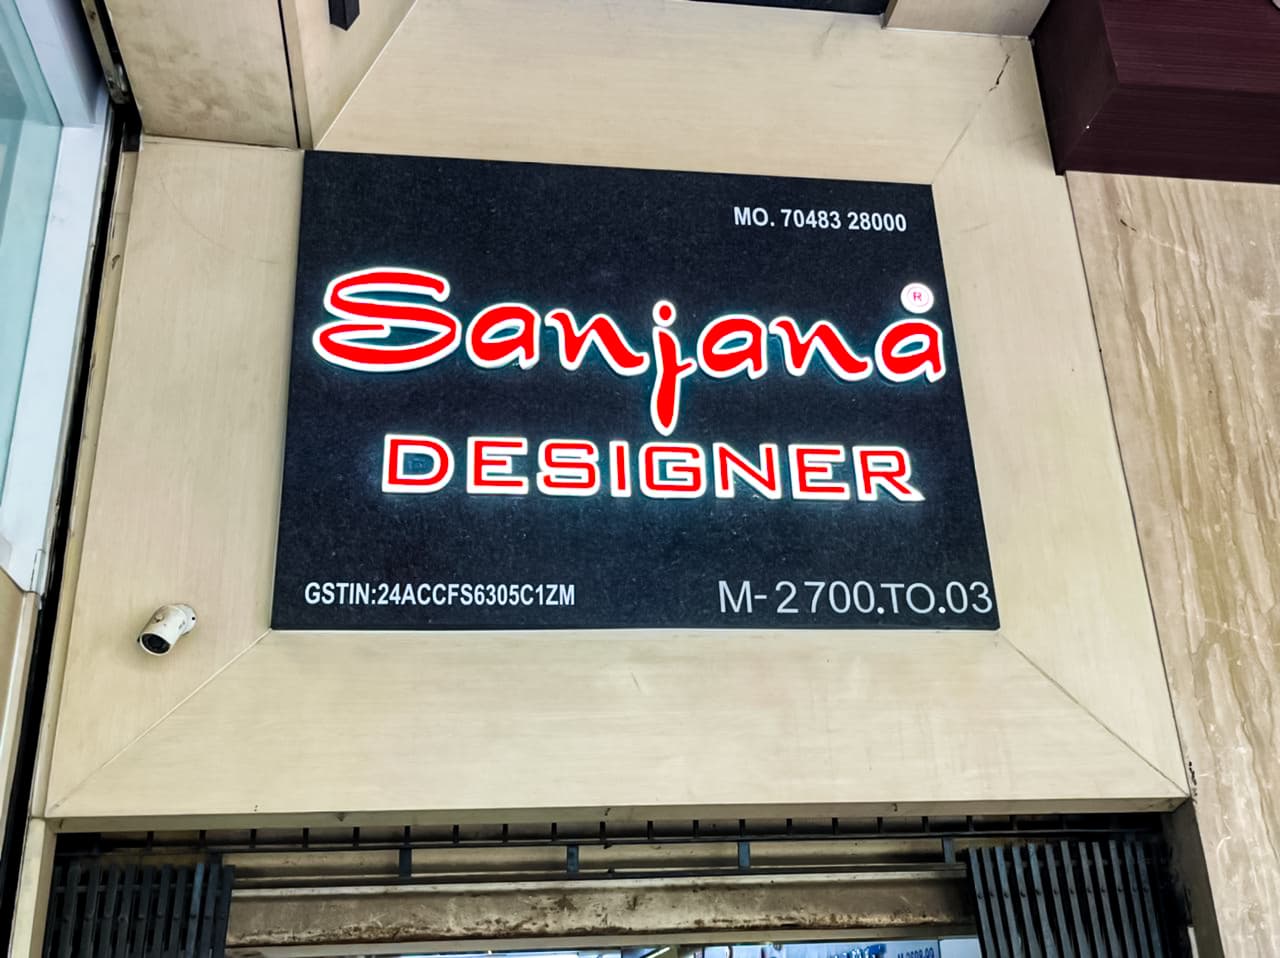 MO. 70483 28000
Sanjana ®
DESIGNER
GSTIN:24ACCFS6305C1ZM
M-2700.TO.03